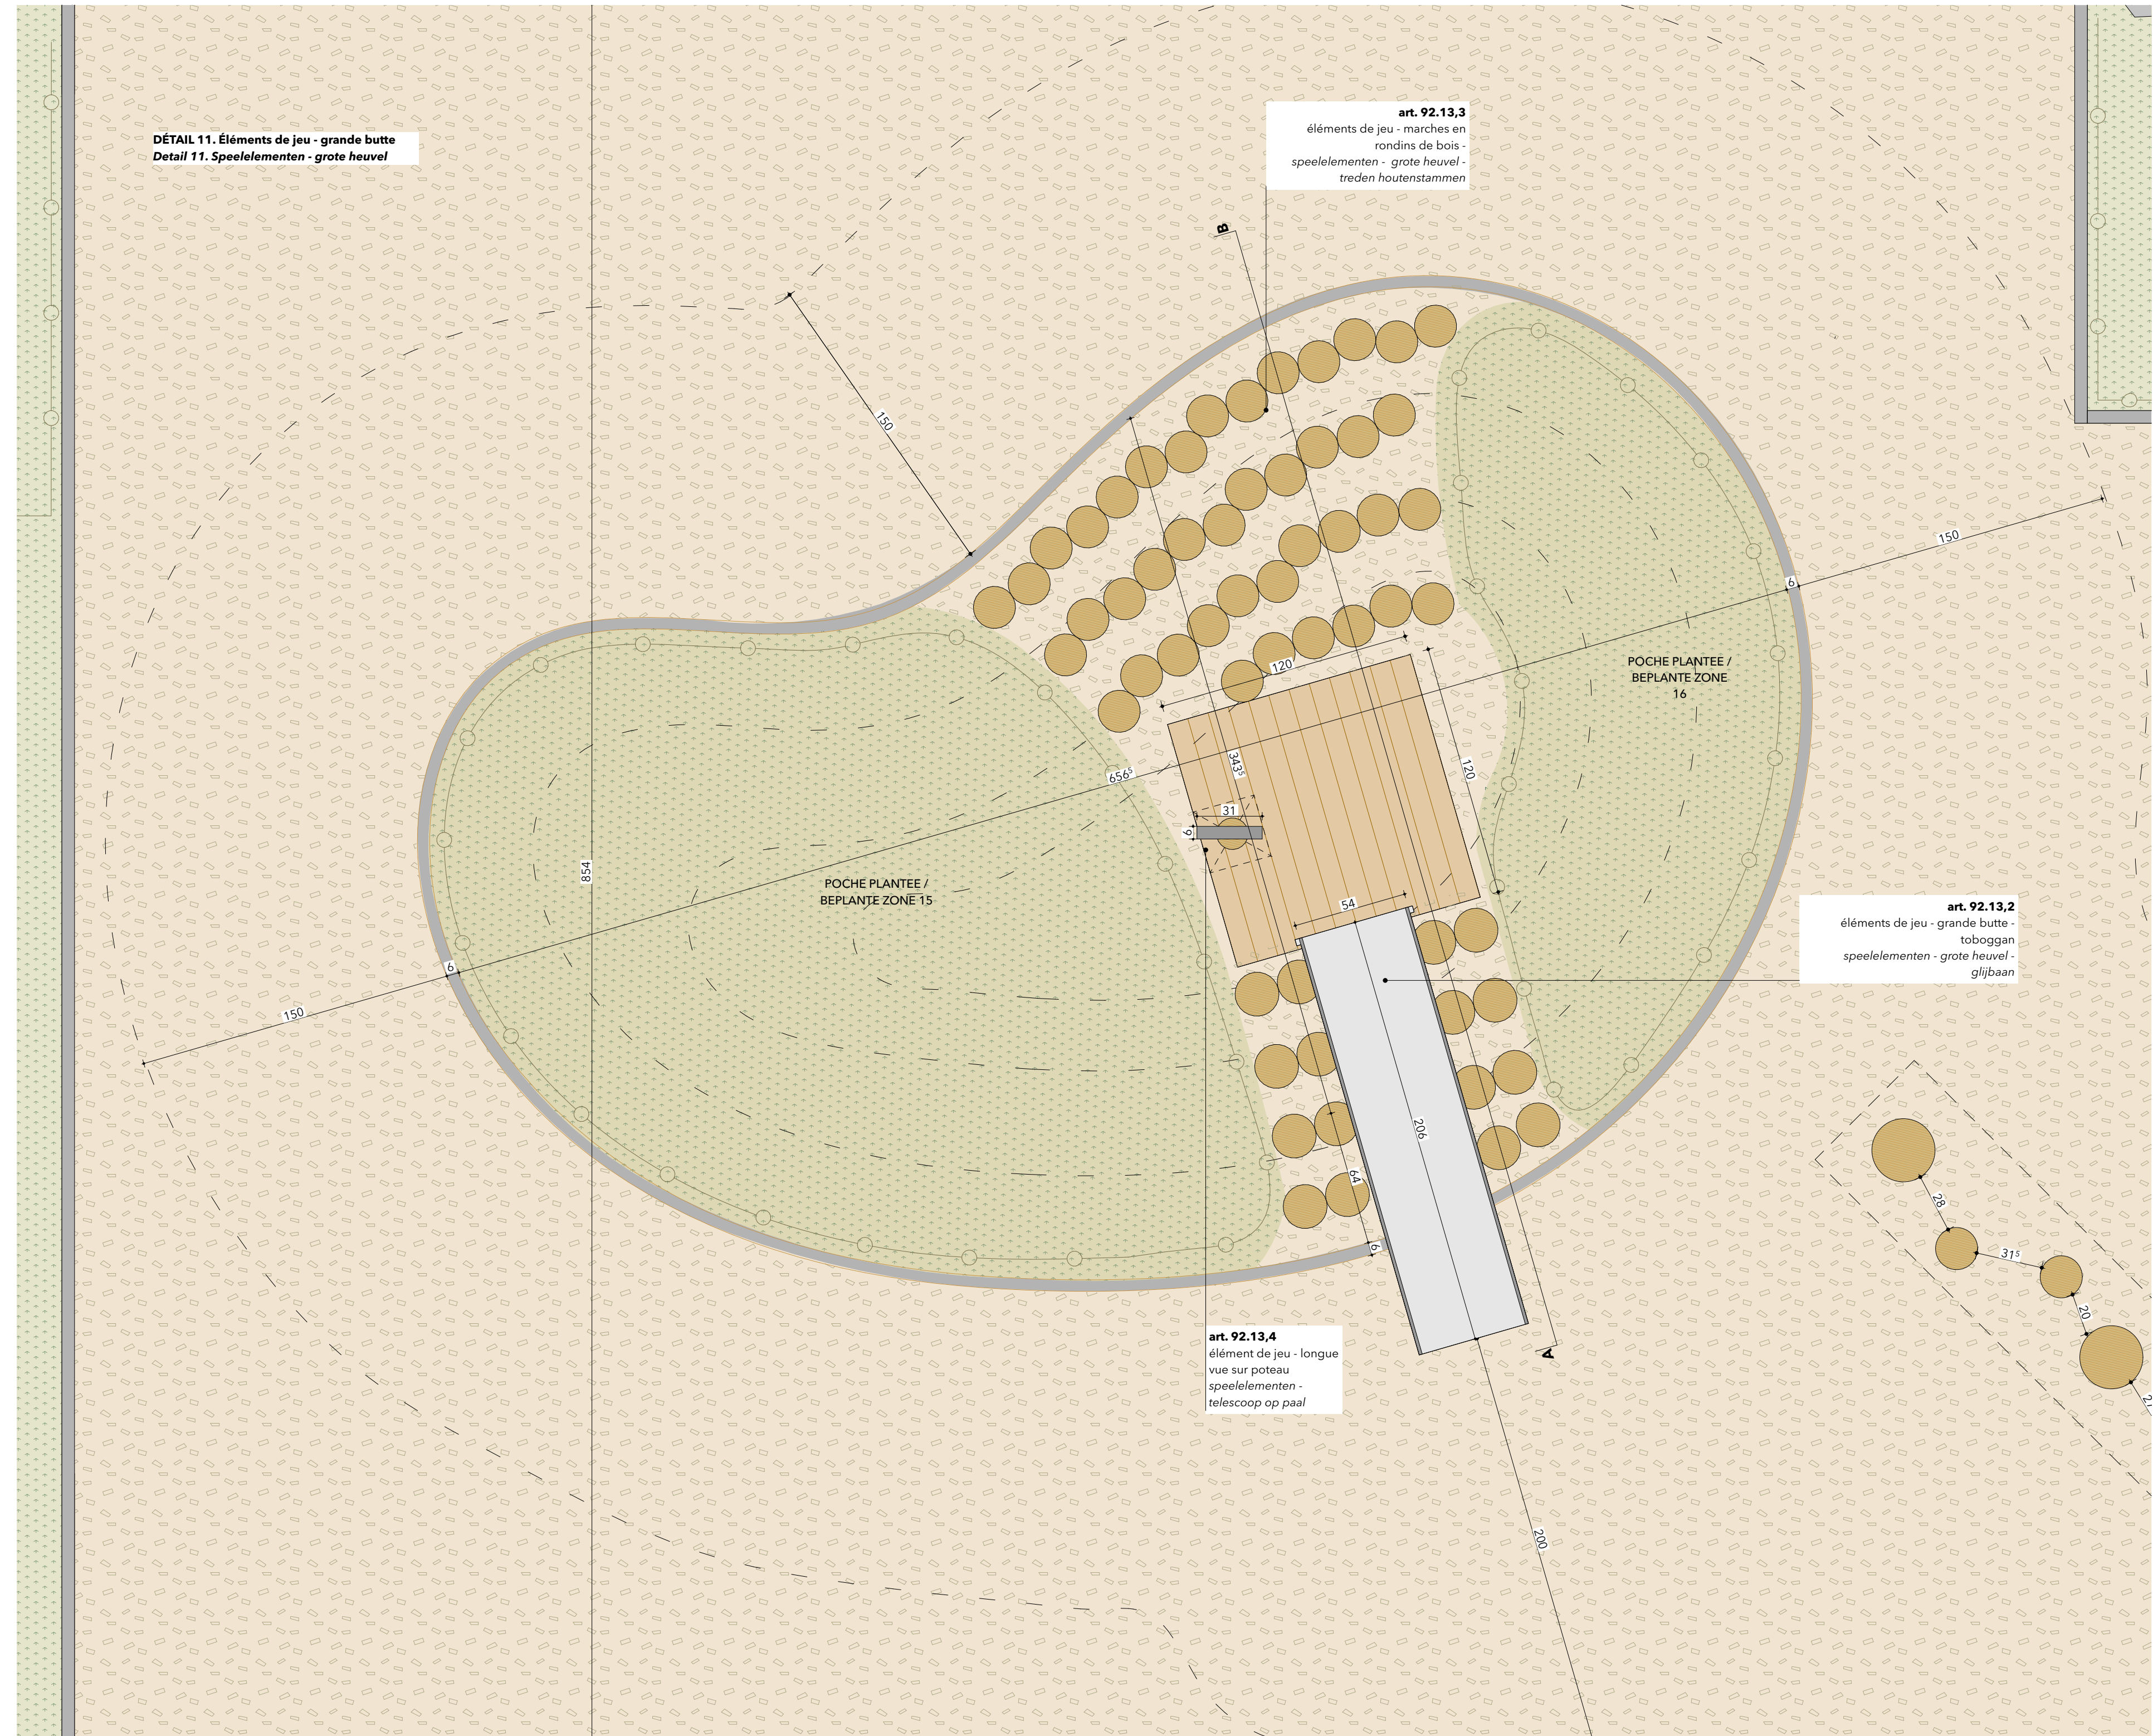 DÉTAIL 11. Éléments de jeu - grande butte
Detail 11. Speelelementen - grote heuvel
art. 92.13,3
éléments de jeu - marches en
rondins de bois -
speelelementen - grote heuvel -
treden houtenstammen
B
150
150
6
120
POCHE PLANTEE /
BEPLANTE ZONE
16
343⁵
120
656⁵
31
9
854
POCHE PLANTEE /
BEPLANTE ZONE 15
54
art. 92.13,2
éléments de jeu - grande butte -
toboggan
speelelementen - grote heuvel -
glijbaan
6
150
206
64
28
6
31⁵
20
art. 92.13,4
élément de jeu - longue
vue sur poteau
speelelementen -
telescoop op paal
A
200